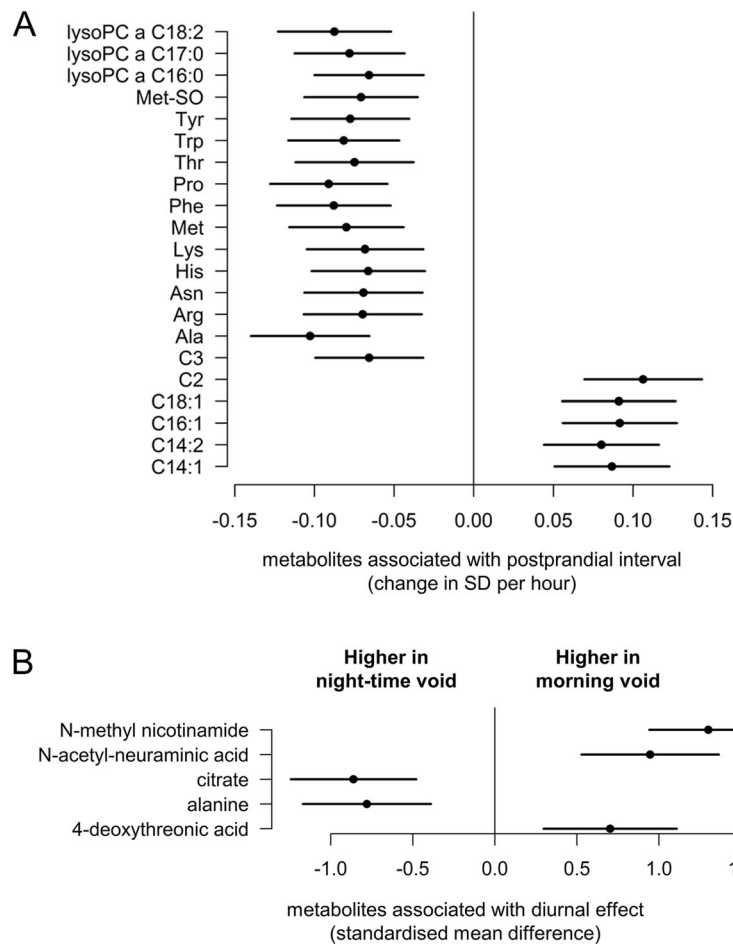 A
lysoPC a C18:2
lysoPC a C17:0
lysoPC a C16:0
Met-SO
Tyr
Trp
Thr
Pro
Phe
Met
Lys
His
Asn
Arg
Ala
C3
C2
C18:1
C16:1
C14:2
C14:1
-0.15 -0.10 -0.05 0.00 0.05 0.10 0.15
metabolites associated with postprandial interval
(change in SD per hour)
B
Higher in night-time void
Higher in morning void
N-methyl nicotinamide
N-acetyl-neuraminic acid
citrate
alanine
4-deoxythreonic acid
-1.0 -0.5 0.0 0.5 1.0
metabolites associated with diurnal effect
(standardised mean difference)